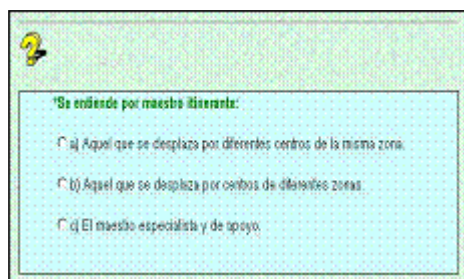 *Se entiende por maestro itinerante:
a) Aquel que se desplaza por diferentes centros de la misma zona.
b) Aquel que se desplaza por centros de diferentes zonas.
c) El maestro especialista y de apoyo.